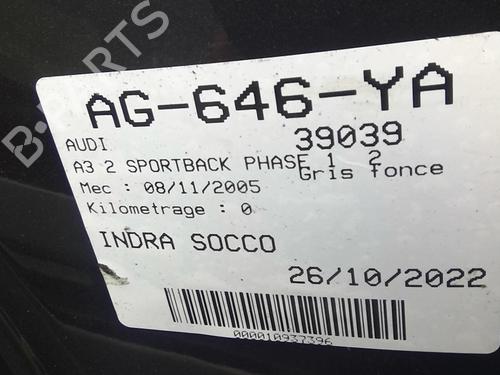 B-PARTS
AG-646-YA
AUDI 39039
A3 2 SPORTBACK PHASE 1 2
Gris fonce
Mec : 08/11/2005
Kilometrage : 0
INDRA SOCCO
26/10/2022
000010937396